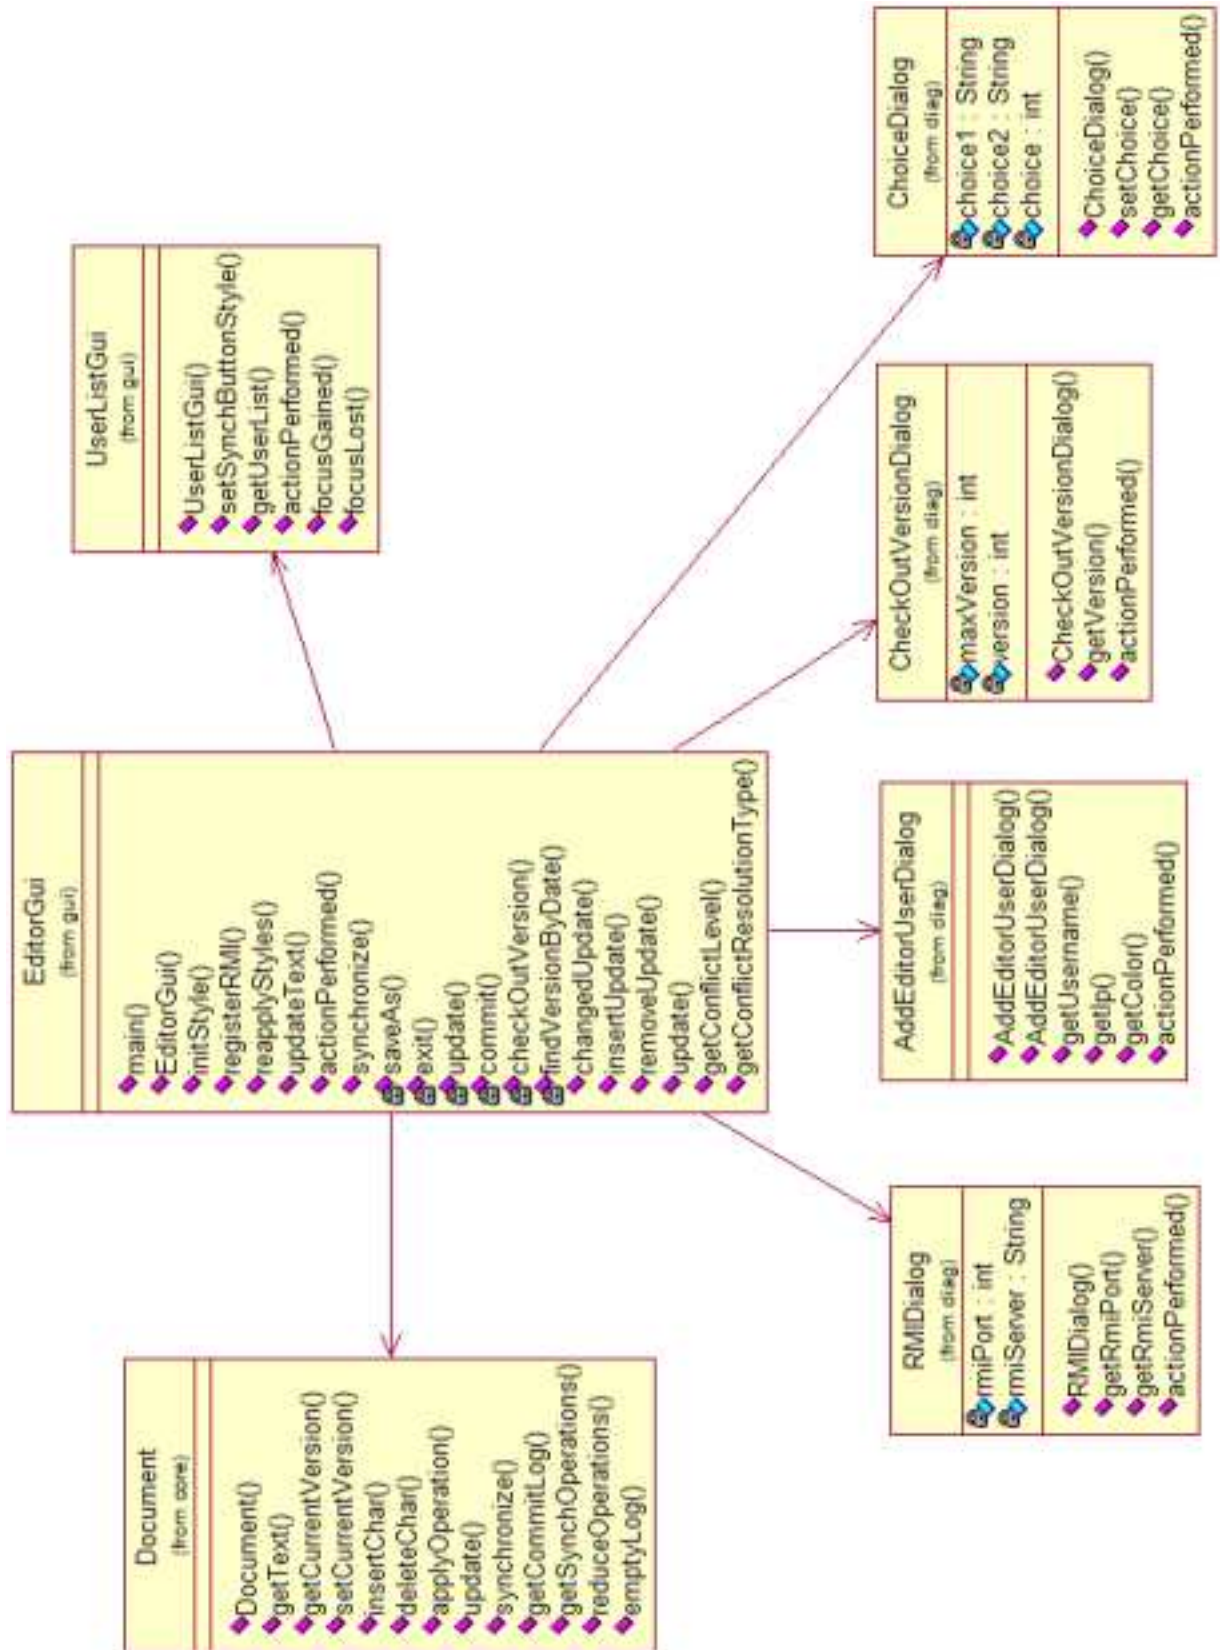 Document
(from core)
Document()
getText()
getCurrentVersion()
setCurrentVersion()
insertChar()
deleteChar()
applyOperation()
update()
synchronize()
getCommitLog()
getSynchOperations()
reduceOperations()
emptyLog()
EditorGui
(from gui)
main()
EditorGui()
initStyle()
registerRMI()
reapplyStyles()
updateText()
actionPerformed()
synchronize()
saveAs()
exit()
update()
commit()
checkOutVersion()
findVersionByDate()
changedUpdate()
insertUpdate()
removeUpdate()
update()
getConflictLevel()
getConflictResolutionType()
UserListGui
(from gui)
UserListGui()
setSynchButtonStyle()
getUserList()
actionPerformed()
focusGained()
focusLost()
RMIDialog
(from diag)
rmiPort : int
rmiServer : String
RMIDialog()
getRmiPort()
getRmiServer()
actionPerformed()
AddEditorUserDialog
(from diag)
AddEditorUserDialog()
AddEditorUserDialog()
getUsername()
getIp()
getColor()
actionPerformed()
CheckOutVersionDialog
(from diag)
maxVersion : int
version : int
CheckOutVersionDialog()
getVersion()
actionPerformed()
ChoiceDialog
(from diag)
choice1 : String
choice2 : String
choice : int
ChoiceDialog()
setChoice()
getChoice()
actionPerformed()